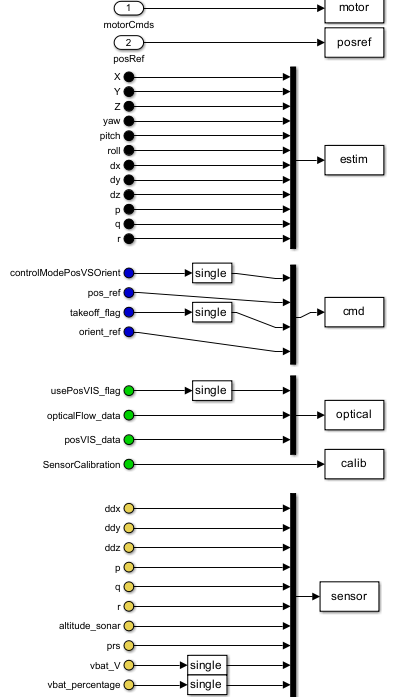 1
motor
motorCmds
2
posref
posRef
X
Y
Z
yaw
pitch
roll
dx
estim
dy
dz
p
q
r
controlModePosVSOrient
single
pos_ref
takeoff_flag
single
cmd
orient_ref
usePosVIS_flag
single
opticalFlow_data
optical
posVIS_data
SensorCalibration
calib
ddx
ddy
ddz
p
q
r
sensor
altitude_sonar
prs
vbat_V
single
vbat_percentage
single